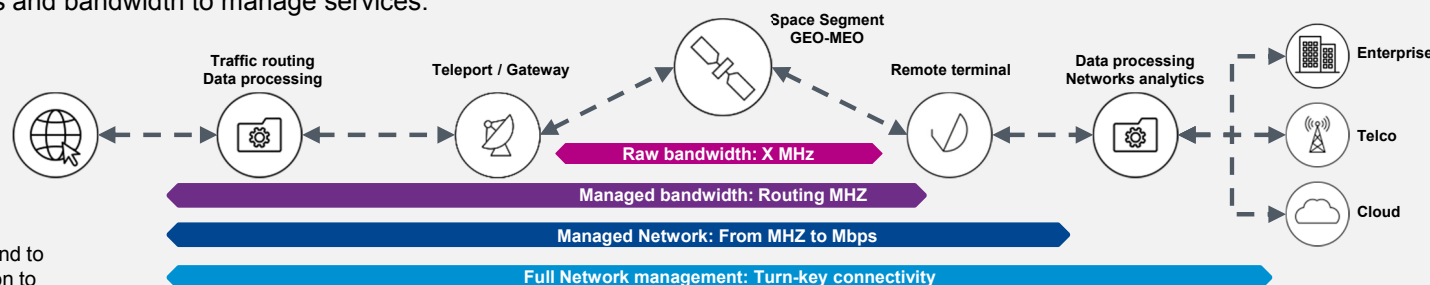 s and bandwidth to manage services.
Space Segment
GEO-MEO
Traffic routing
Data processing
Teleport / Gateway
Remote terminal
Data processing
Networks analytics
Enterprise
Telco
Cloud
Raw bandwidth: X MHz
Managed bandwidth: Routing MHZ
Managed Network: From MHZ to Mbps
Full Network management: Turn-key connectivity
nd to
on to